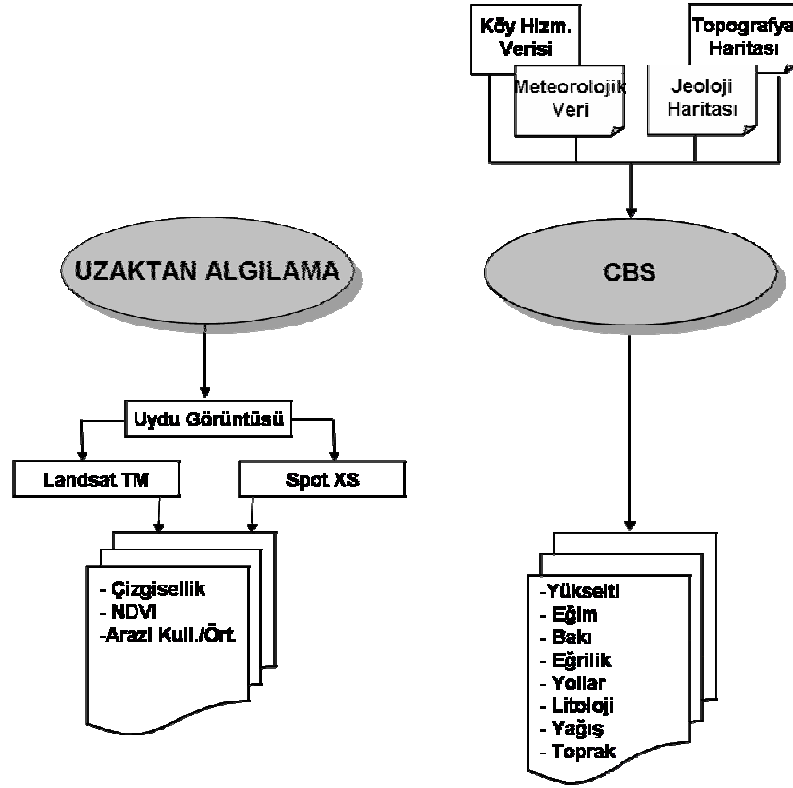 Köy Hizm.
Verisi
Topografya
Haritası
Meteorolojik
Veri
Jeoloji
Haritası
UZAKTAN ALGILAMA
CBS
Uydu Görüntüsü
Landsat TM
Spot XS
- Çizgisellik
- NDVI
-Arazi Kull./Ört.
-Yükselti
- Eğim
- Bakı
- Eğrilik
- Yollar
- Litoloji
- Yağış
- Toprak